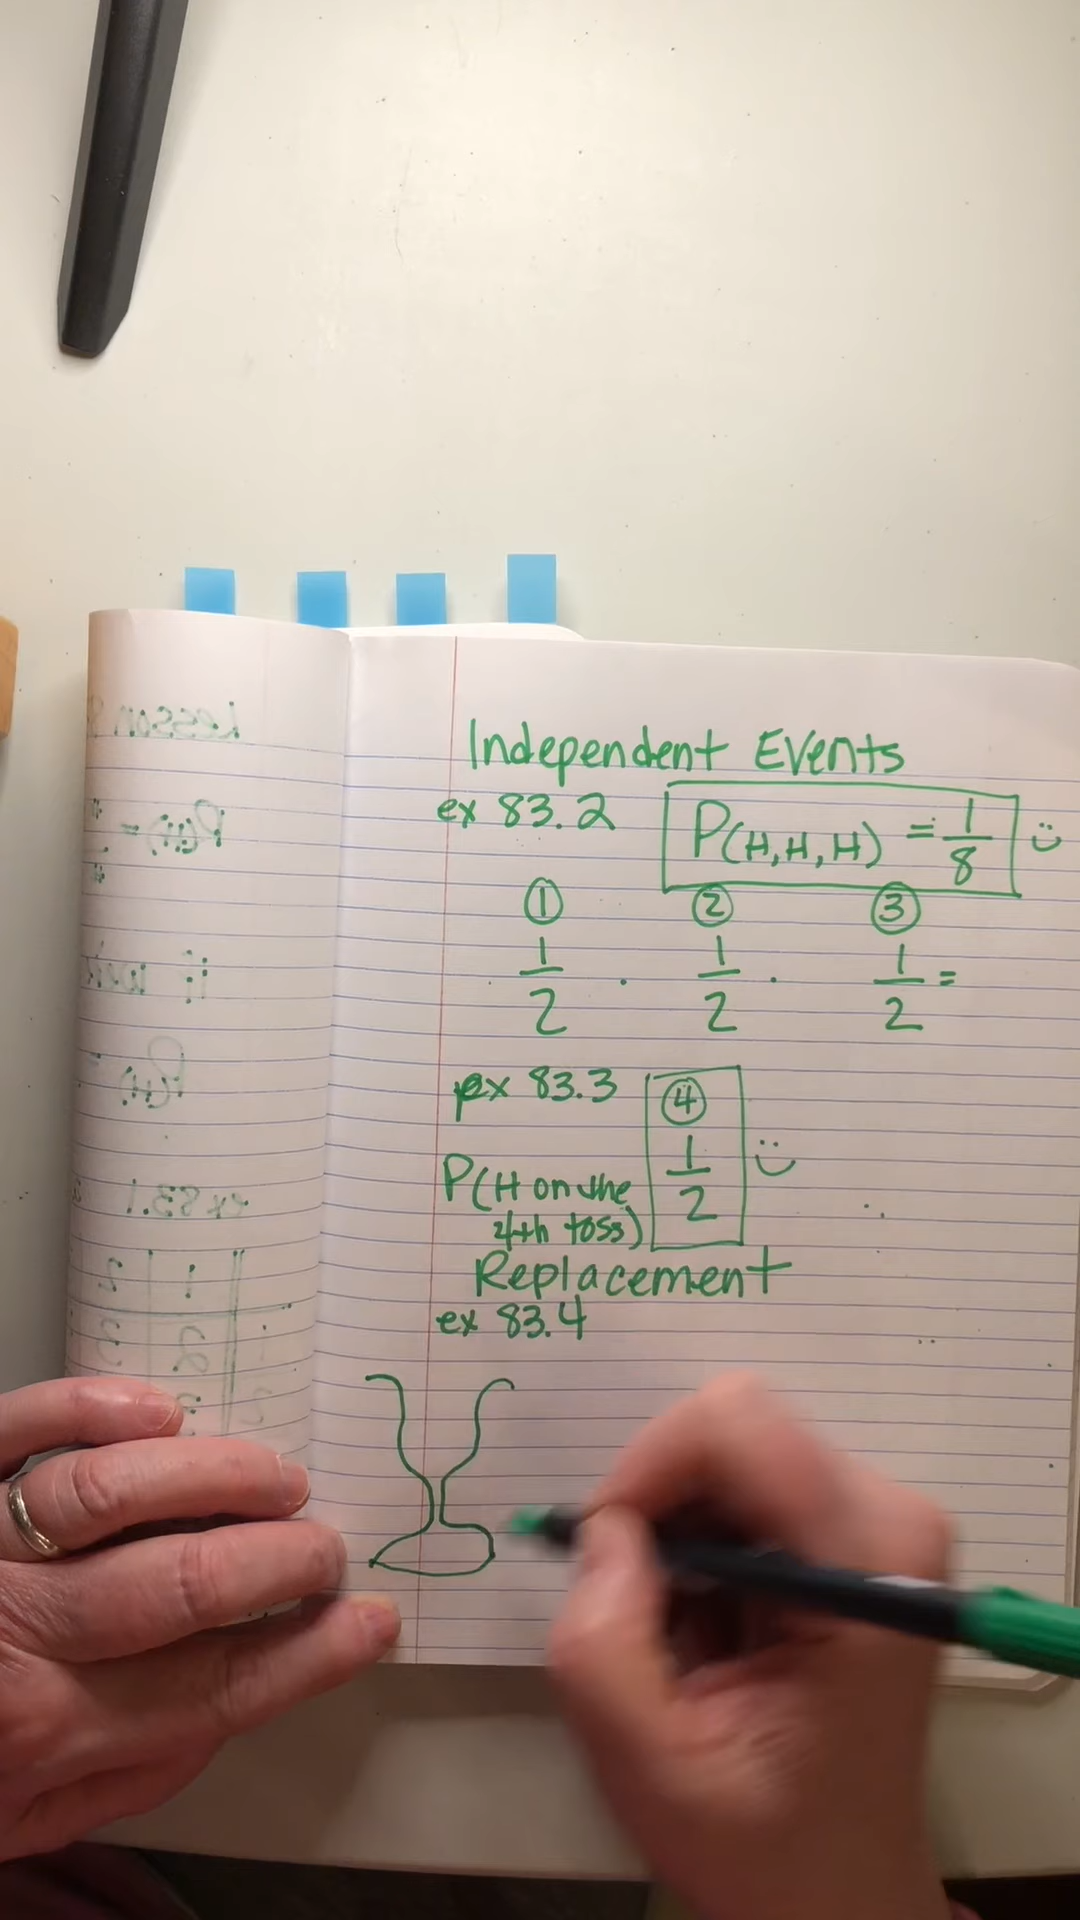 Independent Events
ex 83.2 P(H,H,H) = 1/8
① ② ③
1/2 · 1/2 · 1/2 =
ex 83.3 ④
P(H on the 1/2
4th toss)
Replacement
ex 83.4